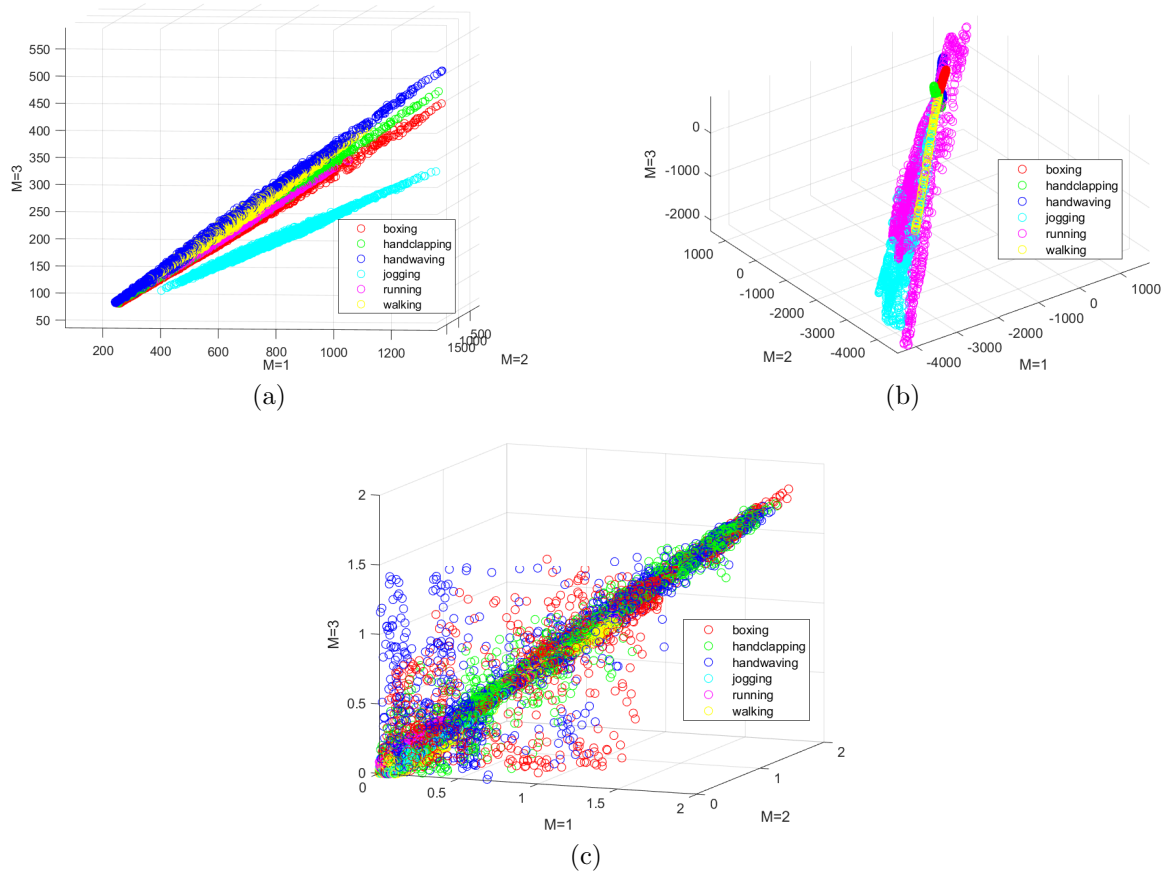 550
500
450
400
350
300
250
200
150
100
50
M=3
200
400
600
800
1000
1200
M=1
1500
1000
500
M=2
boxing
handclapping
handwaving
jogging
running
walking
(a)
0
-1000
-2000
M=3
1000
0
-1000
-2000
-3000
-4000
M=2
-4000
-3000
-2000
-1000
0
1000
M=1
boxing
handclapping
handwaving
jogging
running
walking
(b)
2
1.5
1
0.5
0
M=3
0
0.5
1
1.5
2
M=1
0
1
2
M=2
boxing
handclapping
handwaving
jogging
running
walking
(c)